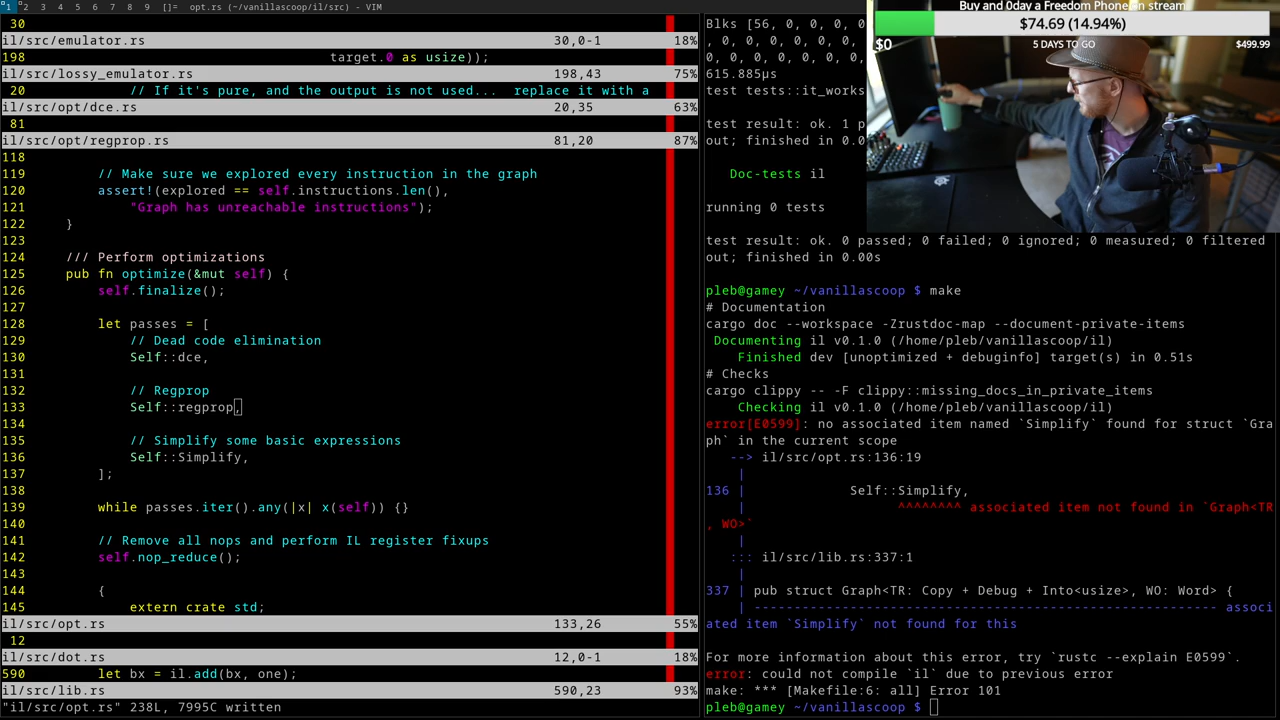 1 2 3 4 5 6 7 8 9 []= opt.rs (~/vanillascoop/il/src) - VIM
30
il/src/emulator.rs 30,0-1 18%
198 target.0 as usize));
il/src/lossy_emulator.rs 198,43 75%
20 // If it's pure, and the output is not used... replace it with a
il/src/opt/dce.rs 20,35 63%
81
il/src/opt/regprop.rs 81,20 87%
118
119 // Make sure we explored every instruction in the graph
120 assert!(explored == self.instructions.len(),
121 "Graph has unreachable instructions");
122 }
123
124 /// Perform optimizations
125 pub fn optimize(&mut self) {
126 self.finalize();
127
128 let passes = [
129 // Dead code elimination
130 Self::dce,
131
132 // Regprop
133 Self::regprop,
134
135 // Simplify some basic expressions
136 Self::Simplify,
137 ];
138
139 while passes.iter().any(|x| x(self)) {}
140
141 // Remove all nops and perform IL register fixups
142 self.nop_reduce();
143
144 {
145 extern crate std;
il/src/opt.rs 133,26 55%
12
il/src/dot.rs 12,0-1 18%
590 let bx = il.add(bx, one);
il/src/lib.rs 590,23 93%
"il/src/opt.rs" 238L, 7995C written
Blks [56, 0, 0, 0, 0
, 0, 0, 0, 0, 0, 0,
0, 0, 0, 0, 0, 0, 0,
615.885µs
test tests::it_works
test result: ok. 1 p
out; finished in 0.0
Doc-tests il
running 0 tests
test result: ok. 0 passed; 0 failed; 0 ignored; 0 measured; 0 filtered
out; finished in 0.00s
pleb@gamey ~/vanillascoop $ make
# Documentation
cargo doc --workspace -Zrustdoc-map --document-private-items
Documenting il v0.1.0 (/home/pleb/vanillascoop/il)
Finished dev [unoptimized + debuginfo] target(s) in 0.51s
# Checks
cargo clippy -- -F clippy::missing_docs_in_private_items
Checking il v0.1.0 (/home/pleb/vanillascoop/il)
error[E0599]: no associated item named `Simplify` found for struct `Gra
ph` in the current scope
--> il/src/opt.rs:136:19
|
136 | Self::Simplify,
| ^^^^^^^^ associated item not found in `Graph<TR
, WO>`
|
::: il/src/lib.rs:337:1
|
337 | pub struct Graph<TR: Copy + Debug + Into<usize>, WO: Word> {
| ---------------------------------------------------------- associ
ated item `Simplify` not found for this
For more information about this error, try `rustc --explain E0599`.
error: could not compile `il` due to previous error
make: *** [Makefile:6: all] Error 101
pleb@gamey ~/vanillascoop $
Buy and 0day a Freedom Phone in stream
$74.69 (14.94%)
$0 5 DAYS TO GO $499.99